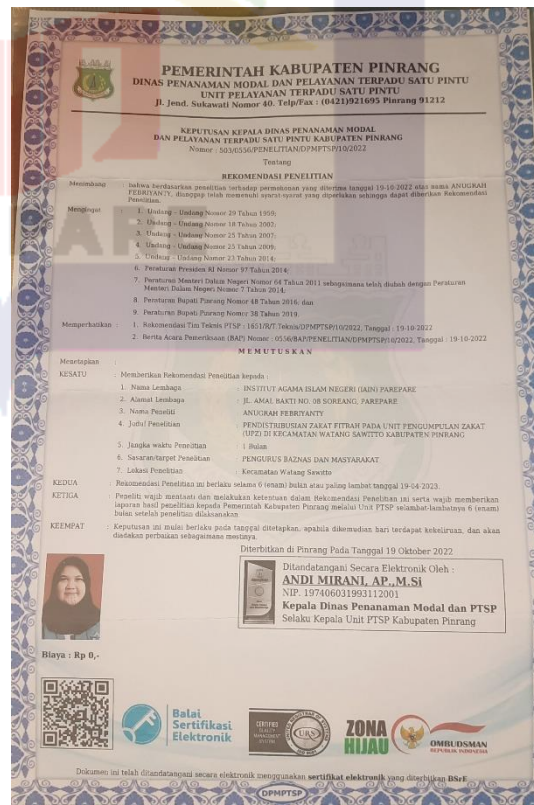 PEMERINTAH KABUPATEN PINRANG
DINAS PENANAMAN MODAL DAN PELAYANAN TERPADU SATU PINTU
UNIT PELAYANAN TERPADU SATU PINTU
Jl. Jend. Sukawati Nomor 40. Telp/Fax : (0421)921695 Pinrang 91212
KEPUTUSAN KEPALA DINAS PENANAMAN MODAL
DAN PELAYANAN TERPADU SATU PINTU KABUPATEN PINRANG
Nomor : 503/0556/PENELITIAN/DPMPTSP/10/2022
Tentang
REKOMENDASI PENELITIAN
Menimbang : bahwa berdasarkan penelitian terhadap permohonan yang diterima tanggal 19-10-2022 atas nama ANUGRAH
FEBRIYANTY, dianggap telah memenuhi syarat-syarat yang diperlukan sehingga dapat diberikan Rekomendasi
Penelitian.
Mengingat : 1. Undang - Undang Nomor 29 Tahun 1959;
2. Undang - Undang Nomor 18 Tahun 2002;
3. Undang - Undang Nomor 25 Tahun 2007;
4. Undang - Undang Nomor 25 Tahun 2009;
5. Undang - Undang Nomor 23 Tahun 2014;
6. Peraturan Presiden RI Nomor 97 Tahun 2014;
7. Peraturan Menteri Dalam Negeri Nomor 64 Tahun 2011 sebagaimana telah diubah dengan Peraturan
Menteri Dalam Negeri Nomor 7 Tahun 2014;
8. Peraturan Bupati Pinrang Nomor 48 Tahun 2016; dan
9. Peraturan Bupati Pinrang Nomor 38 Tahun 2019.
Memperhatikan : 1. Rekomendasi Tim Teknis PTSP : 1651/R/T.Teknis/DPMPTSP/10/2022, Tanggal : 19-10-2022
2. Berita Acara Pemeriksaan (BAP) Nomor : 0556/BAP/PENELITIAN/DPMPTSP/10/2022, Tanggal : 19-10-2022
MEMUTUSKAN
Menetapkan :
KESATU : Memberikan Rekomendasi Penelitian kepada :
1. Nama Lembaga : INSTITUT AGAMA ISLAM NEGERI (IAIN) PAREPARE
2. Alamat Lembaga : JL. AMAL BAKTI NO. 08 SOREANG, PAREPARE
3. Nama Peneliti : ANUGRAH FEBRIYANTY
4. Judul Penelitian : PENDISTRIBUSIAN ZAKAT FITRAH PADA UNIT PENGUMPULAN ZAKAT
(UPZ) DI KECAMATAN WATANG SAWITTO KABUPATEN PINRANG
5. Jangka waktu Penelitian : 1 Bulan
6. Sasaran/target Penelitian : PENGURUS BAZNAS DAN MASYARAKAT
7. Lokasi Penelitian : Kecamatan Watang Sawitto
KEDUA : Rekomendasi Penelitian ini berlaku selama 6 (enam) bulan atau paling lambat tanggal 19-04-2023.
KETIGA : Peneliti wajib mentaati dan melakukan ketentuan dalam Rekomendasi Penelitian ini serta wajib memberikan
laporan hasil penelitian kepada Pemerintah Kabupaten Pinrang melalui Unit PTSP selambat-lambatnya 6 (enam)
bulan setelah penelitian dilaksanakan
KEEMPAT : Keputusan ini mulai berlaku pada tanggal ditetapkan, apabila dikemudian hari terdapat kekeliruan, dan akan
diadakan perbaikan sebagaimana mestinya.
Diterbitkan di Pinrang Pada Tanggal 19 Oktober 2022
Ditandatangani Secara Elektronik Oleh :
ANDI MIRANI, AP.,M.Si
NIP. 197406031993112001
Kepala Dinas Penanaman Modal dan PTSP
Selaku Kepala Unit PTSP Kabupaten Pinrang
Biaya : Rp 0,-
Balai
Sertifikasi
Elektronik
CERTIFIED
QUALITY
MANAGEMENT
SYSTEM
URS
ZONA
HIJAU
OMBUDSMAN
REPUBLIK INDONESIA
Dokumen ini telah ditandatangani secara elektronik menggunakan sertifikat elektronik yang diterbitkan BSrE
DPMPTSP